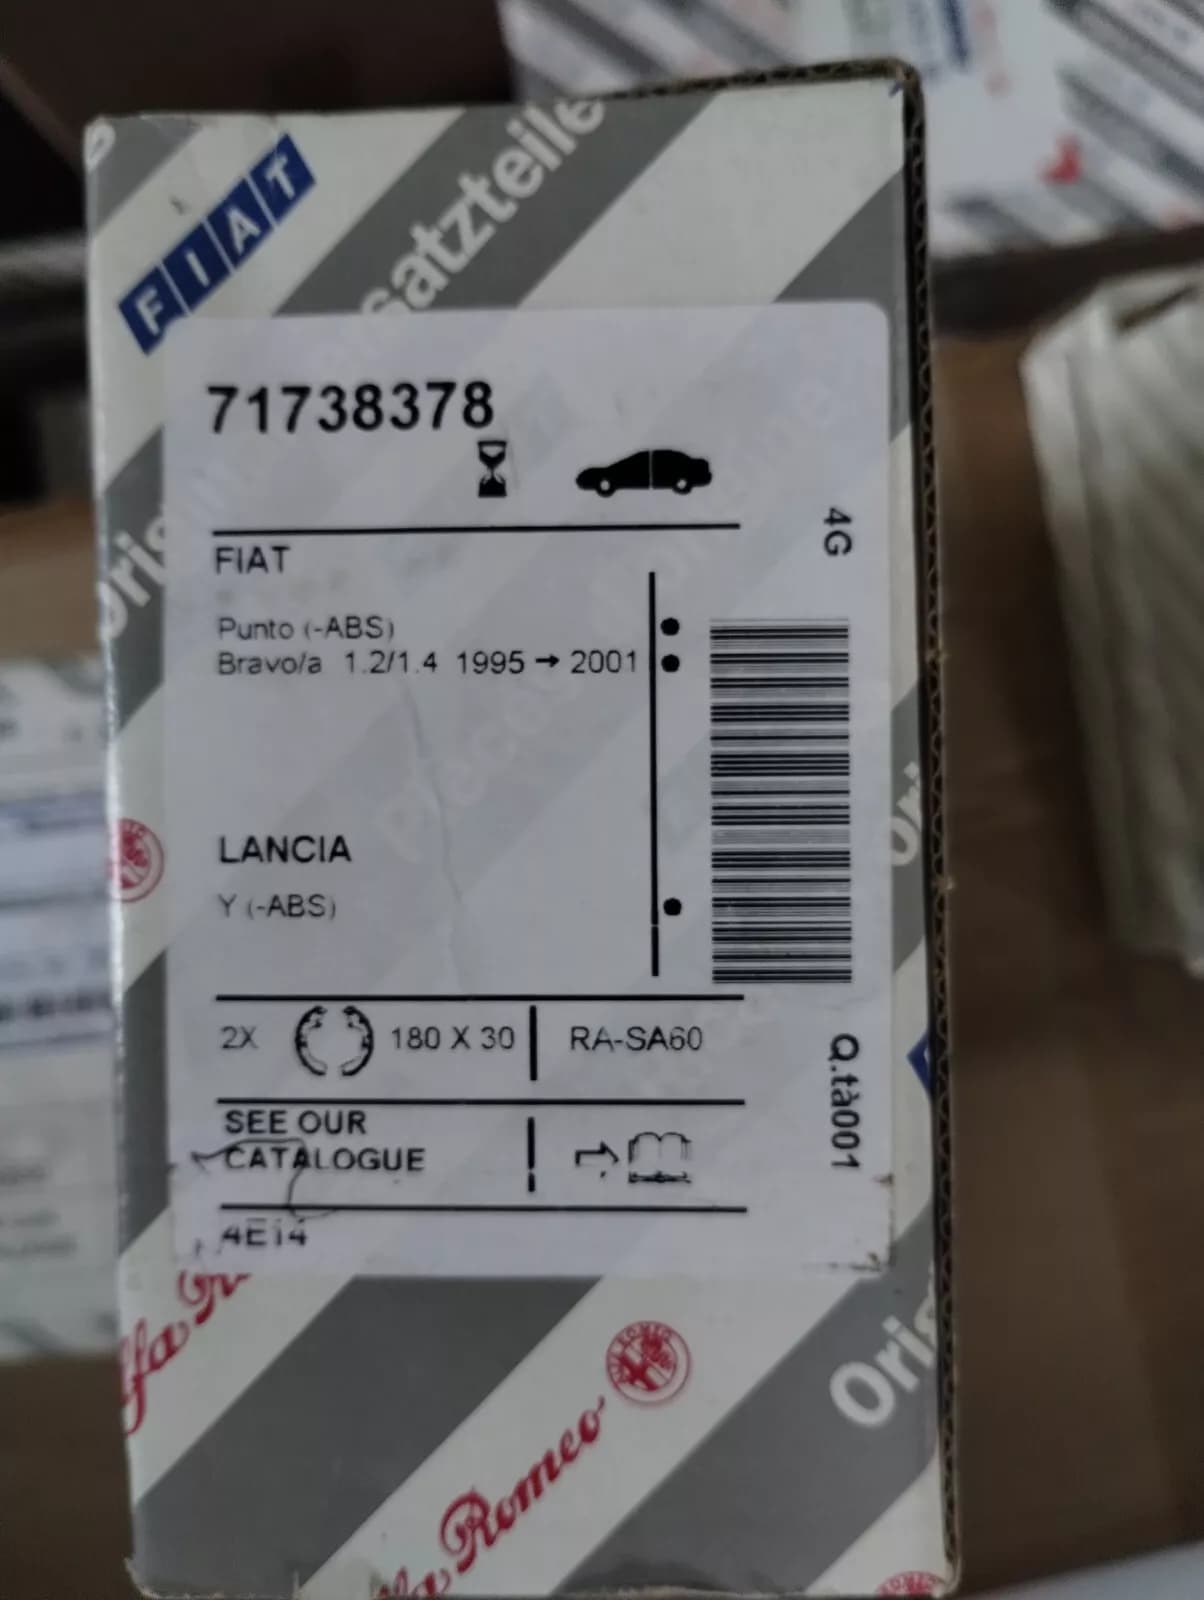 FIAT
satzteile
71738378
4G
FIAT
Punto (-ABS)
Bravo/a 1.2/1.4 1995 → 2001
LANCIA
Y (-ABS)
2X 180 X 30 RA-SA60
Q.tà001
SEE OUR
CATALOGUE
4E14
Alfa Romeo